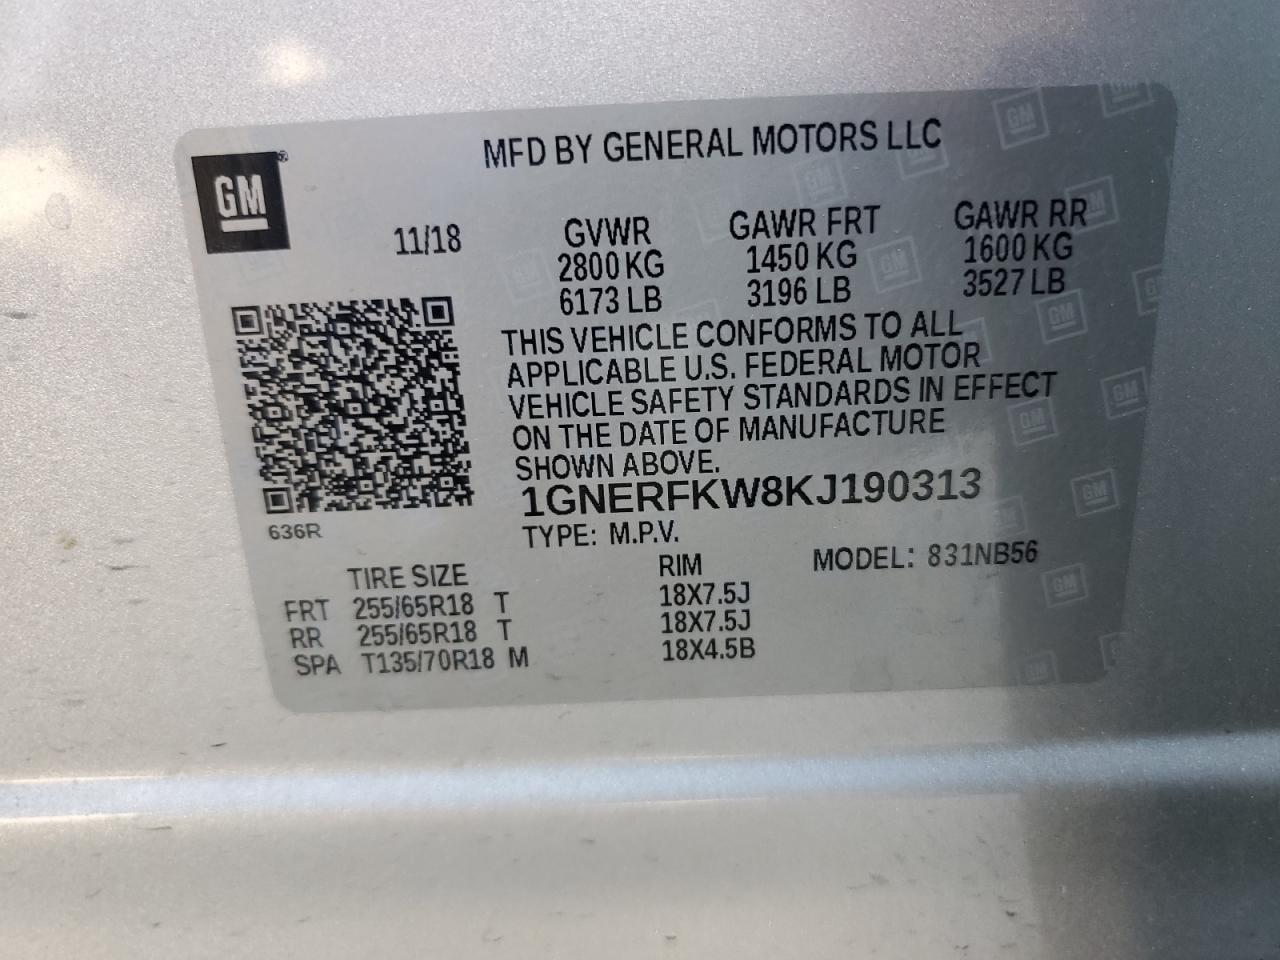 MFD BY GENERAL MOTORS LLC
GM®
11/18
GVWR GAWR FRT GAWR RR
2800 KG 1450 KG 1600 KG
6173 LB 3196 LB 3527 LB
THIS VEHICLE CONFORMS TO ALL
APPLICABLE U.S. FEDERAL MOTOR
VEHICLE SAFETY STANDARDS IN EFFECT
ON THE DATE OF MANUFACTURE
SHOWN ABOVE.
1GNERFKW8KJ190313
636R
TYPE: M.P.V.
MODEL: 831NB56
TIRE SIZE RIM
FRT 255/65R18 T 18X7.5J
RR 255/65R18 T 18X7.5J
SPA T135/70R18 M 18X4.5B